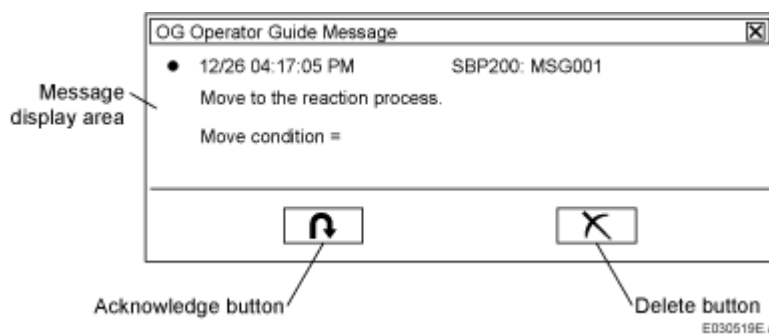 OG Operator Guide Message
● 12/26 04:17:05 PM SBP200: MSG001
Message display area
Move to the reaction process.
Move condition =
Acknowledge button
Delete button
E030519E.